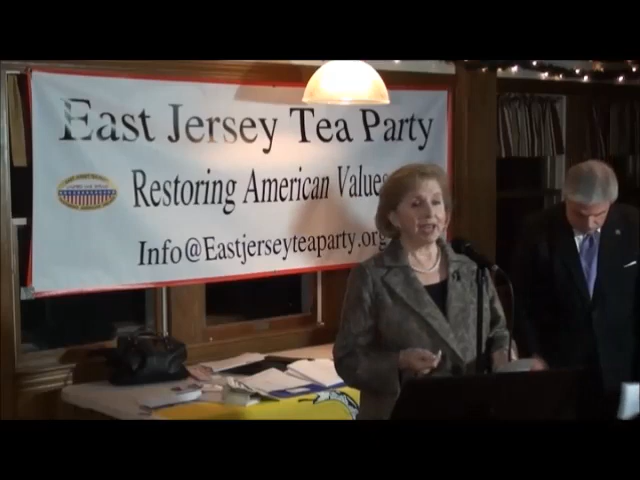 East Jersey Tea Party
Restoring American Values
Info@Eastjerseyteaparty.org